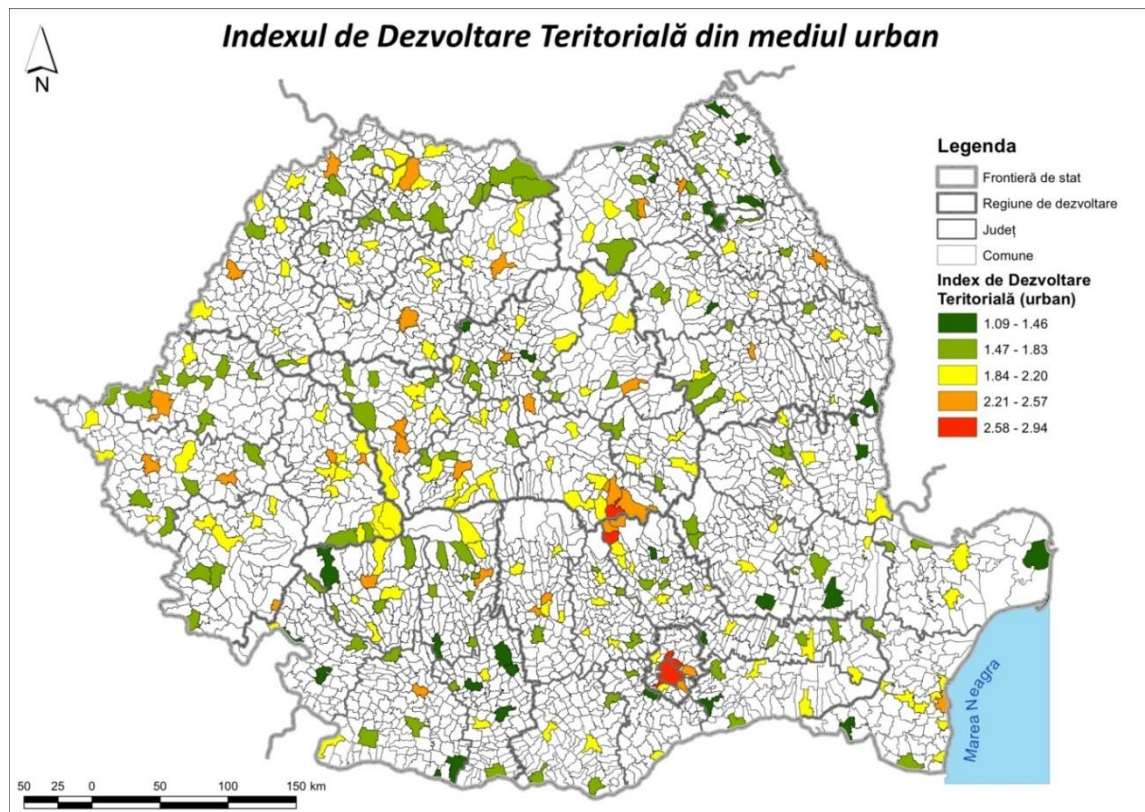 Indexul de Dezvoltare Teritorială din mediul urban
N
Legenda
Frontieră de stat
Regiune de dezvoltare
Județ
Comune
Index de Dezvoltare
Teritorială (urban)
1.09 - 1.46
1.47 - 1.83
1.84 - 2.20
2.21 - 2.57
2.58 - 2.94
Marea Neagra
50 25 0 50 100 150 km